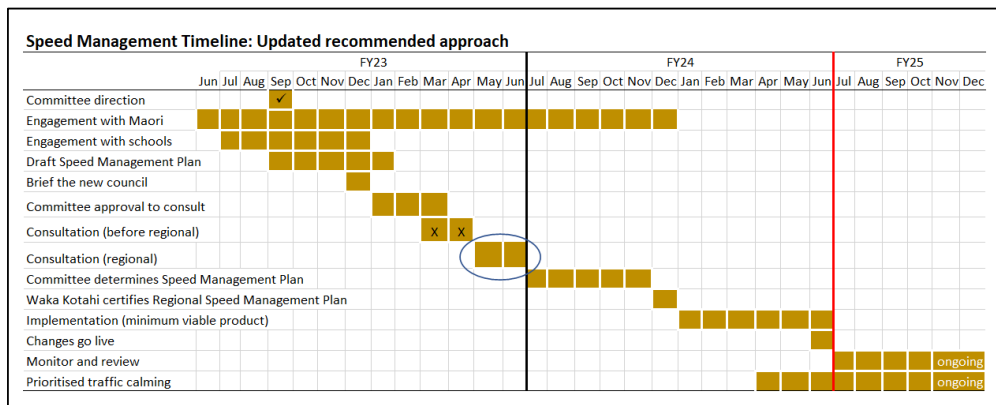 Speed Management Timeline: Updated recommended approach
FY23 FY24 FY25
Jun Jul Aug Sep Oct Nov Dec Jan Feb Mar Apr May Jun Jul Aug Sep Oct Nov Dec Jan Feb Mar Apr May Jun Jul Aug Sep Oct Nov Dec
Committee direction ✓
Engagement with Maori
Engagement with schools
Draft Speed Management Plan
Brief the new council
Committee approval to consult
Consultation (before regional) X X
Consultation (regional)
Committee determines Speed Management Plan
Waka Kotahi certifies Regional Speed Management Plan
Implementation (minimum viable product)
Changes go live
Monitor and review ongoing
Prioritised traffic calming ongoing